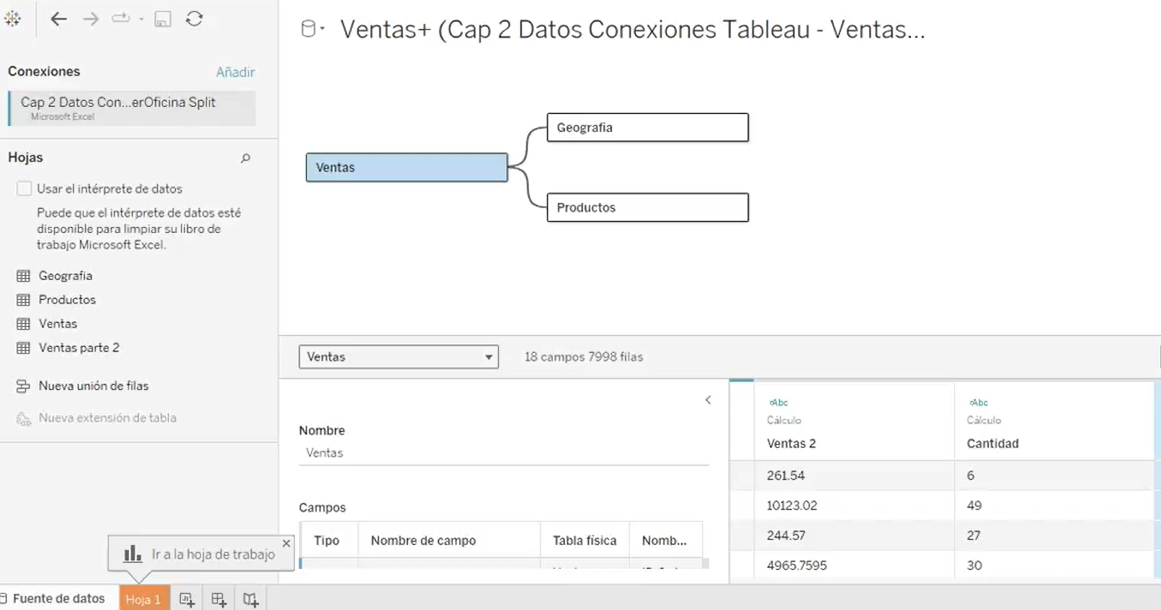 Ventas+ (Cap 2 Datos Conexiones Tableau - Ventas...
Conexiones
Añadir
Cap 2 Datos Con...erOficina Split
Microsoft Excel
Hojas
Usar el intérprete de datos
Puede que el intérprete de datos esté
disponible para limpiar su libro de
trabajo Microsoft Excel.
Geografia
Productos
Ventas
Ventas parte 2
Nueva unión de filas
Nueva extensión de tabla
Ventas
Geografia
Productos
Ventas
18 campos 7998 filas
Nombre
Ventas
Campos
Tipo
Nombre de campo
Tabla física
Nomb...
Abc
Cálculo
Ventas 2
Abc
Cálculo
Cantidad
261.54
6
10123.02
49
244.57
27
4965.7595
30
Ir a la hoja de trabajo
Fuente de datos
Hoja 1